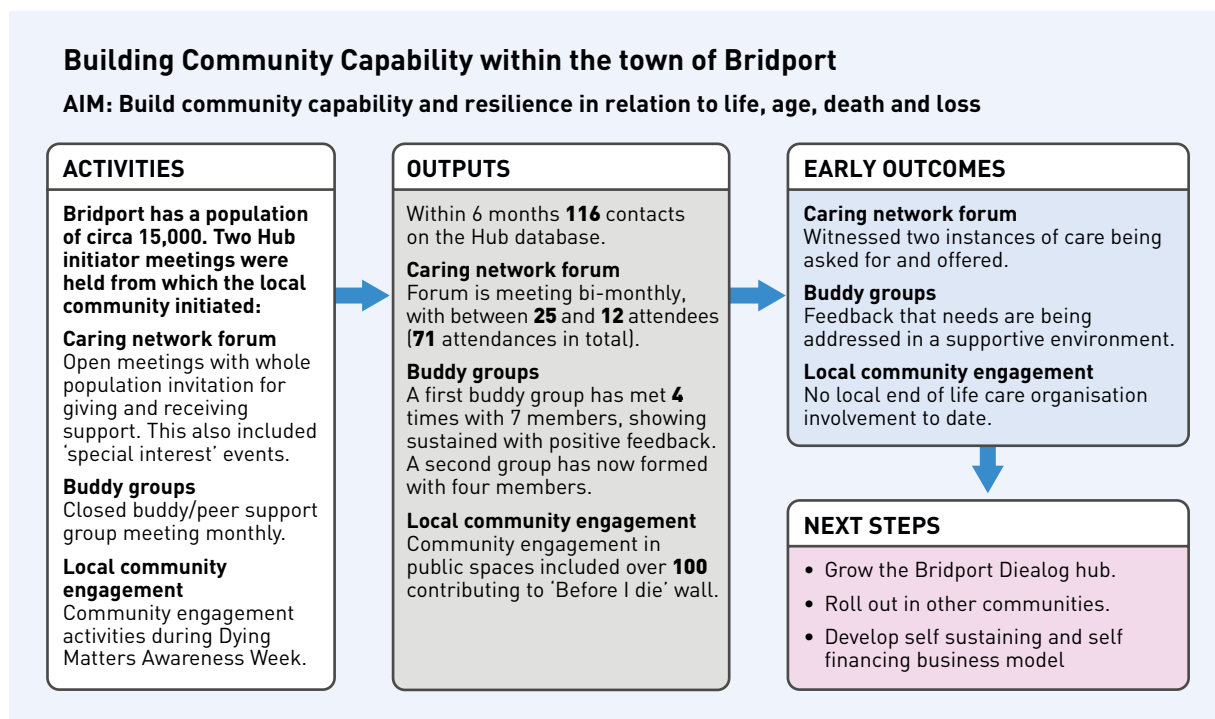 Building Community Capability within the town of Bridport
AIM: Build community capability and resilience in relation to life, age, death and loss
ACTIVITIES
Bridport has a population
of circa 15,000. Two Hub
initiator meetings were
held from which the local
community initiated:
Caring network forum
Open meetings with whole
population invitation for
giving and receiving
support. This also included
‘special interest’ events.
Buddy groups
Closed buddy/peer support
group meeting monthly.
Local community
engagement
Community engagement
activities during Dying
Matters Awareness Week.
OUTPUTS
Within 6 months 116 contacts
on the Hub database.
Caring network forum
Forum is meeting bi-monthly,
with between 25 and 12 attendees
(71 attendances in total).
Buddy groups
A first buddy group has met 4
times with 7 members, showing
sustained with positive feedback.
A second group has now formed
with four members.
Local community engagement
Community engagement in
public spaces included over 100
contributing to ‘Before I die’ wall.
EARLY OUTCOMES
Caring network forum
Witnessed two instances of care being
asked for and offered.
Buddy groups
Feedback that needs are being
addressed in a supportive environment.
Local community engagement
No local end of life care organisation
involvement to date.
NEXT STEPS
• Grow the Bridport Diealog hub.
• Roll out in other communities.
• Develop self sustaining and self
financing business model